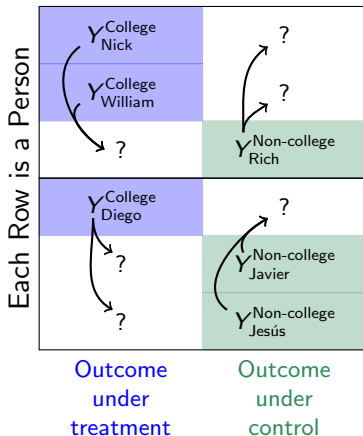 Each Row is a Person
Y College Nick ?
Y College William ?
? Y Non-college Rich
Y College Diego ?
? Y Non-college Javier
? Y Non-college Jesús
Outcome under treatment
Outcome under control